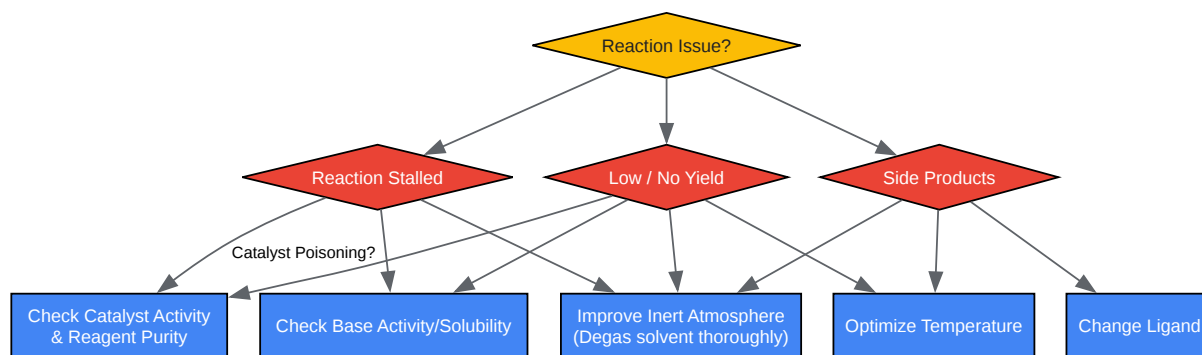 Reaction Issue?
Reaction Stalled
Low / No Yield
Side Products
Catalyst Poisoning?
Check Catalyst Activity
& Reagent Purity
Check Base Activity/Solubility
Improve Inert Atmosphere
(Degas solvent thoroughly)
Optimize Temperature
Change Ligand